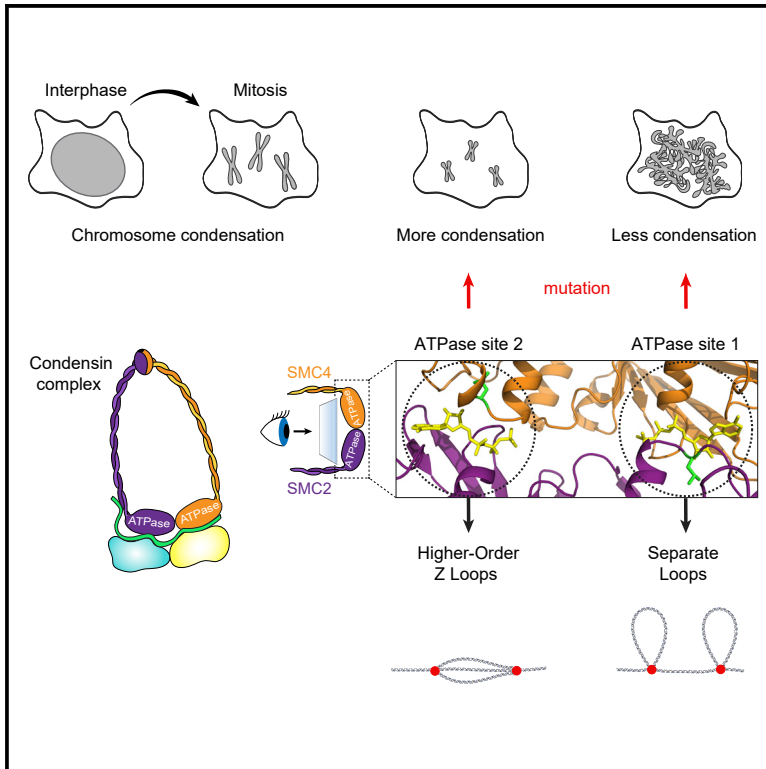 Interphase
Mitosis
Chromosome condensation
More condensation
Less condensation
mutation
ATPase site 2
ATPase site 1
Condensin
complex
SMC4
ATPase
ATPase
SMC2
ATPase
ATPase
Higher-Order
Z Loops
Separate
Loops